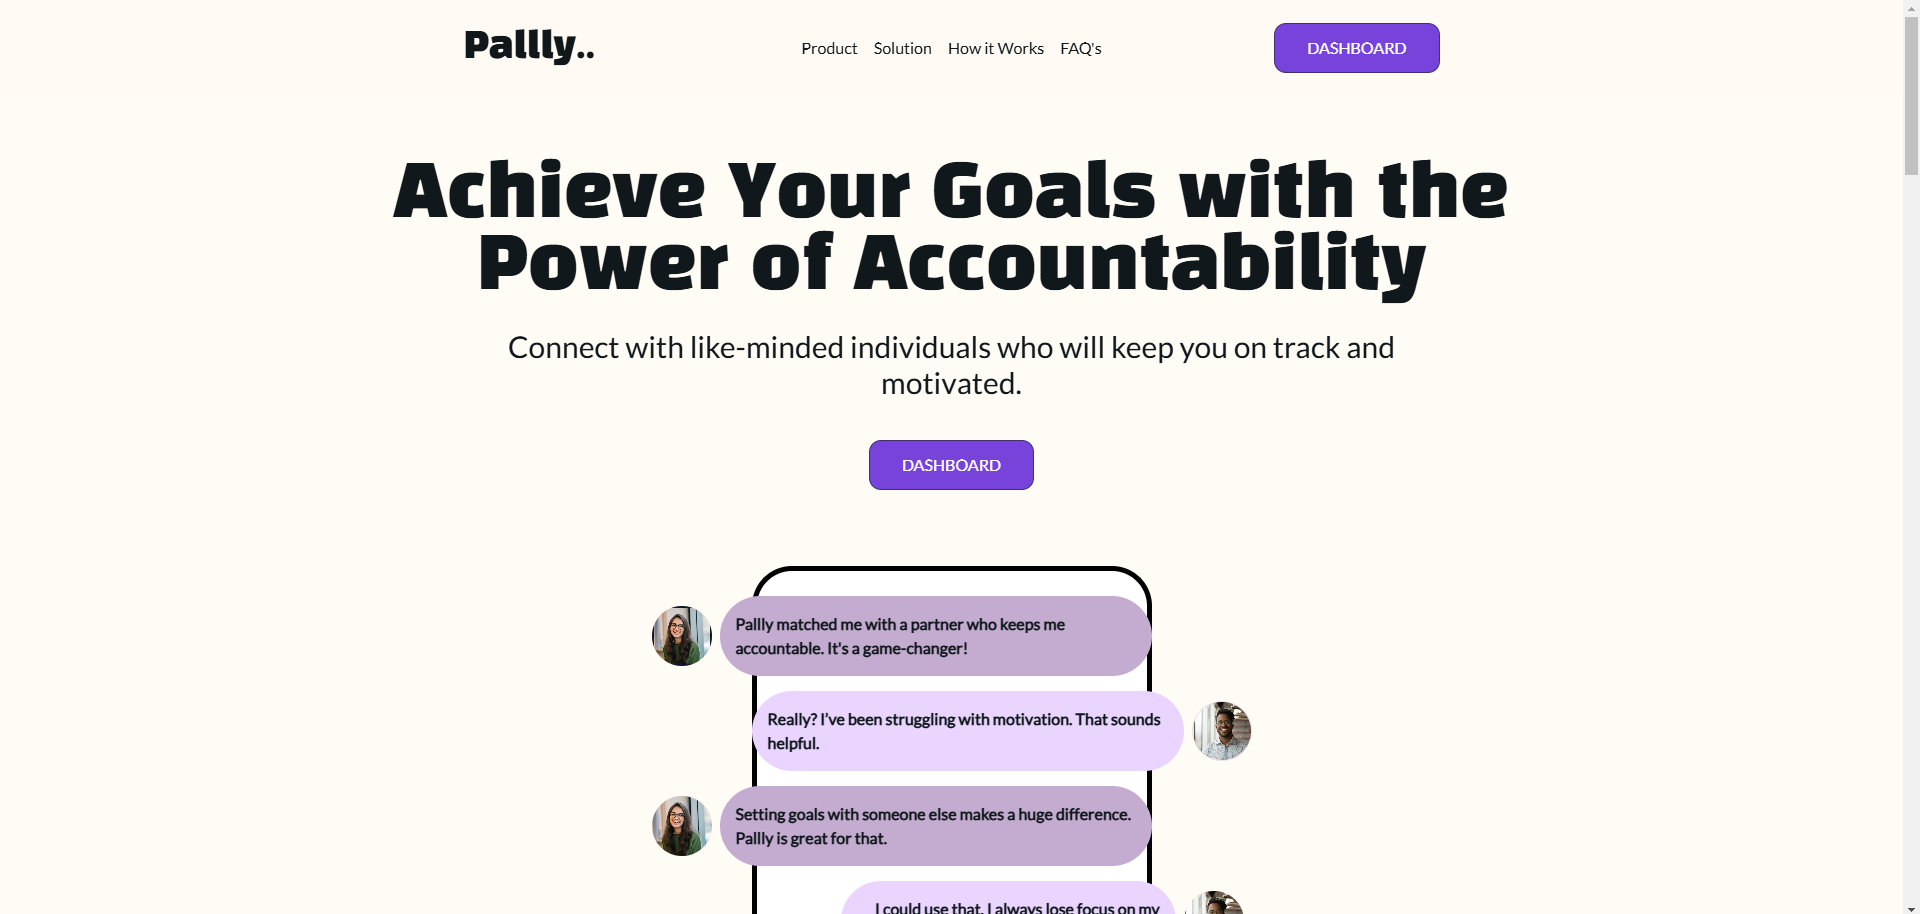 Pallly..
Product
Solution
How it Works
FAQ's
DASHBOARD
Achieve Your Goals with the
Power of Accountability
Connect with like-minded individuals who will keep you on track and
motivated.
DASHBOARD
Pallly matched me with a partner who keeps me
accountable. It's a game-changer!
Really? I’ve been struggling with motivation. That sounds
helpful.
Setting goals with someone else makes a huge difference.
Pallly is great for that.
I could use that. I always lose focus on my